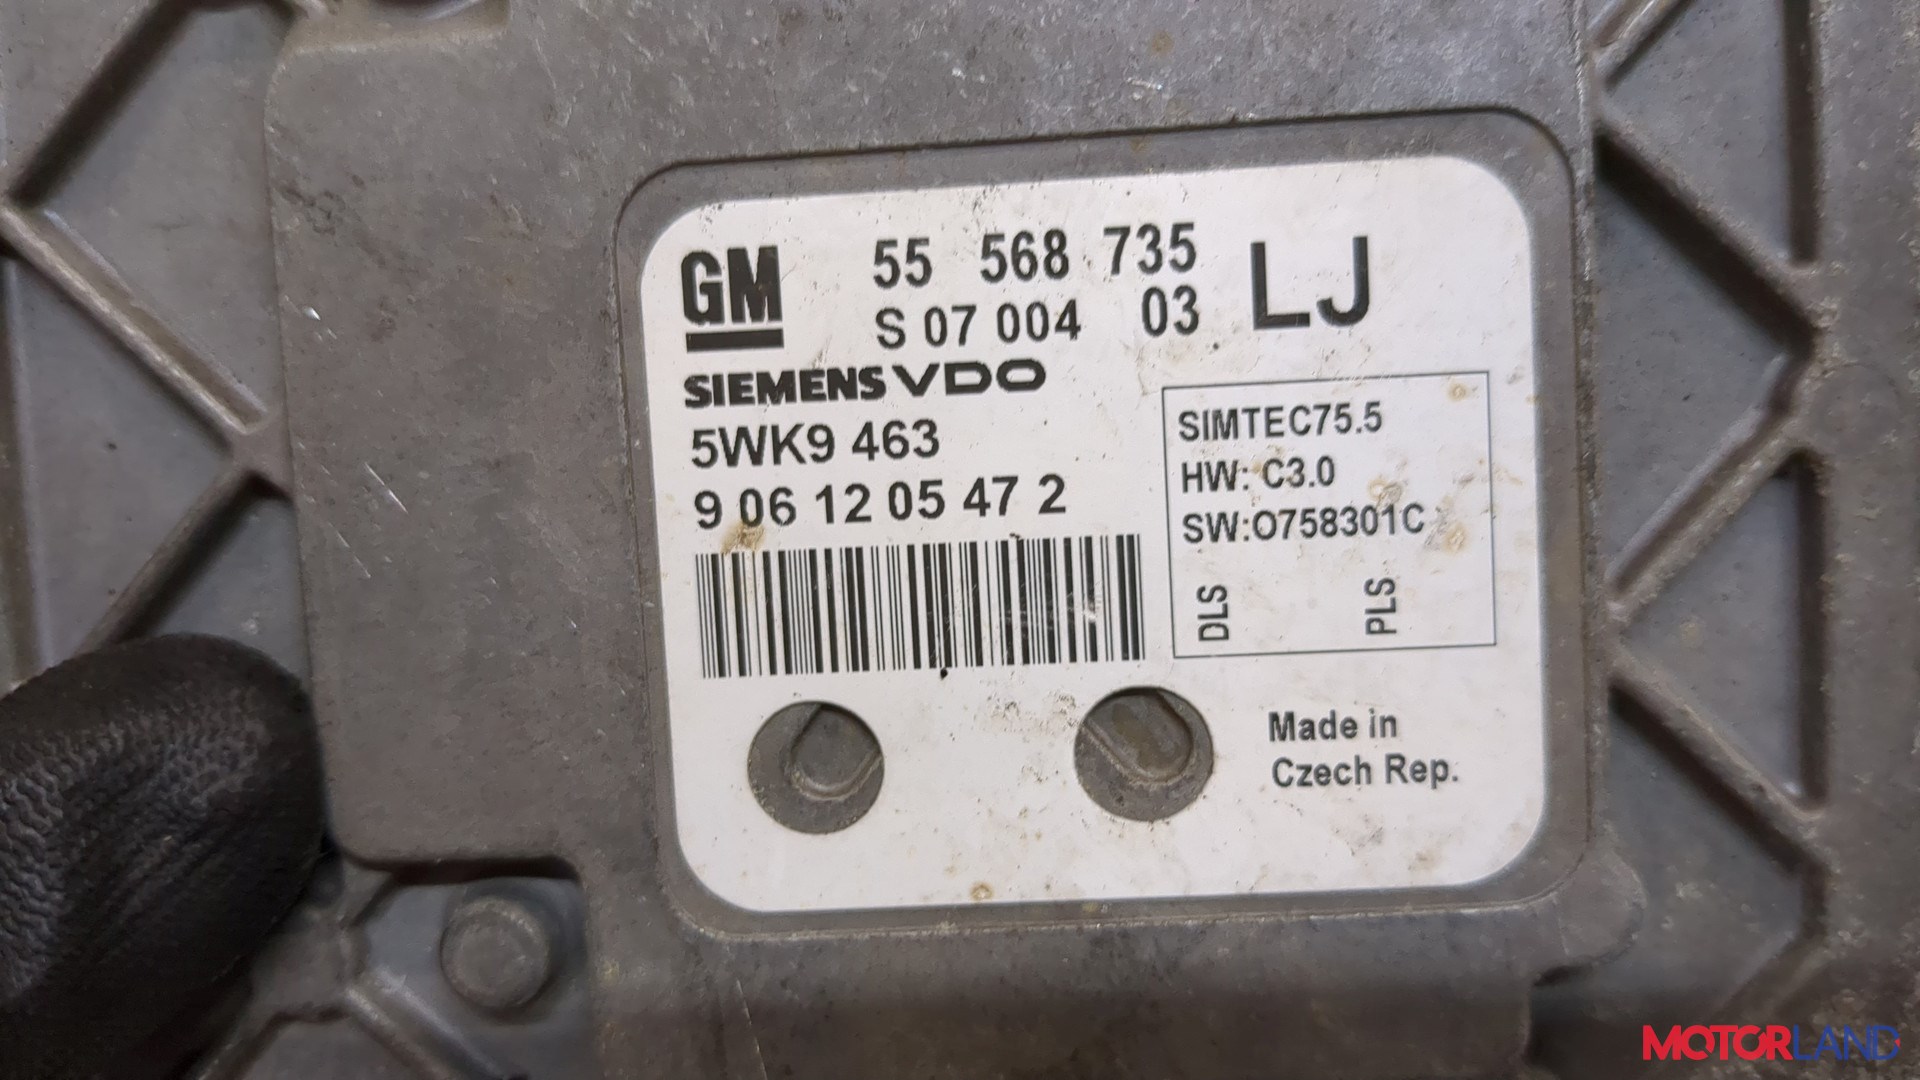 GM 55 568 735 LJ
S 07 004 03
SIEMENS VDO
5WK9 463
9 06 12 05 47 2
SIMTEC75.5
HW: C3.0
SW:O758301C
DLS PLS
Made in
Czech Rep.
MOTORLAND